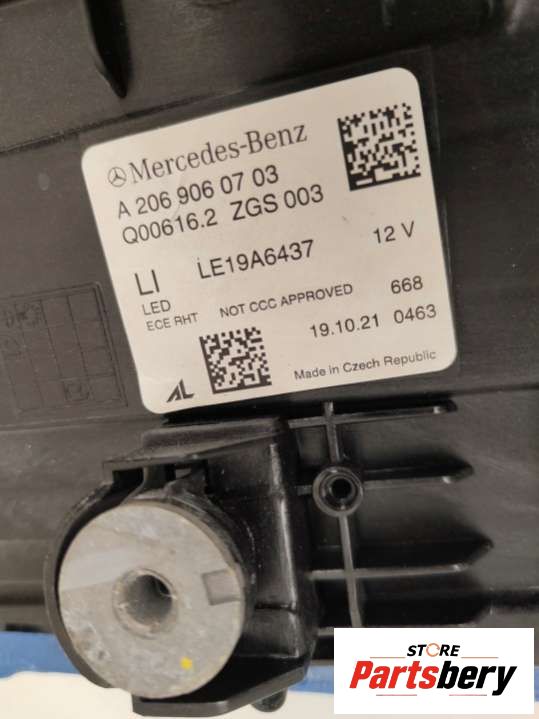 Mercedes-Benz
A 206 906 07 03
Q00616.2 ZGS 003
LI LE19A6437 12 V
LED
ECE RHT NOT CCC APPROVED 668
19.10.21 0463
AL Made in Czech Republic
STORE
Partsbery